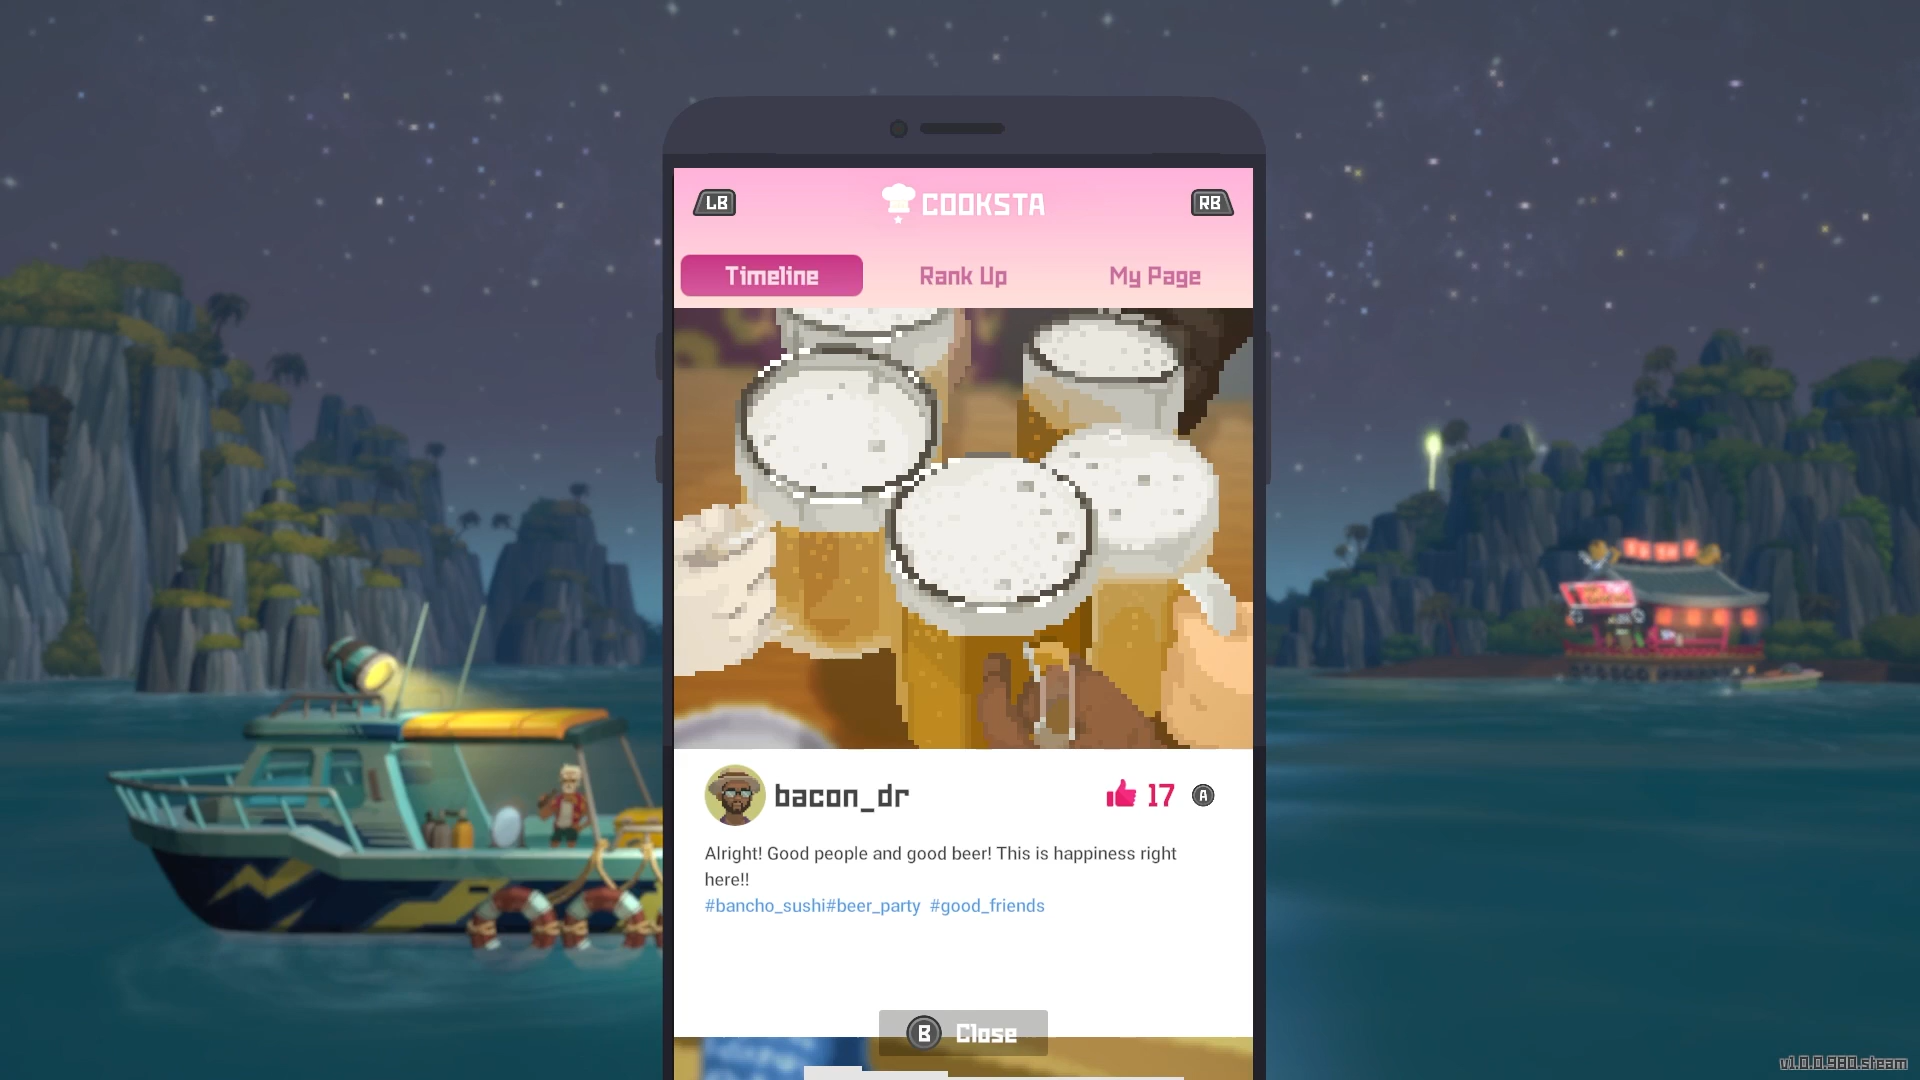 LB
COOKSTA
RB
Timeline
Rank Up
My Page
bacon_dr
17
A
Alright! Good people and good beer! This is happiness right
here!!
#bancho_sushi#beer_party #good_friends
B Close
v1.0.0.980.steam